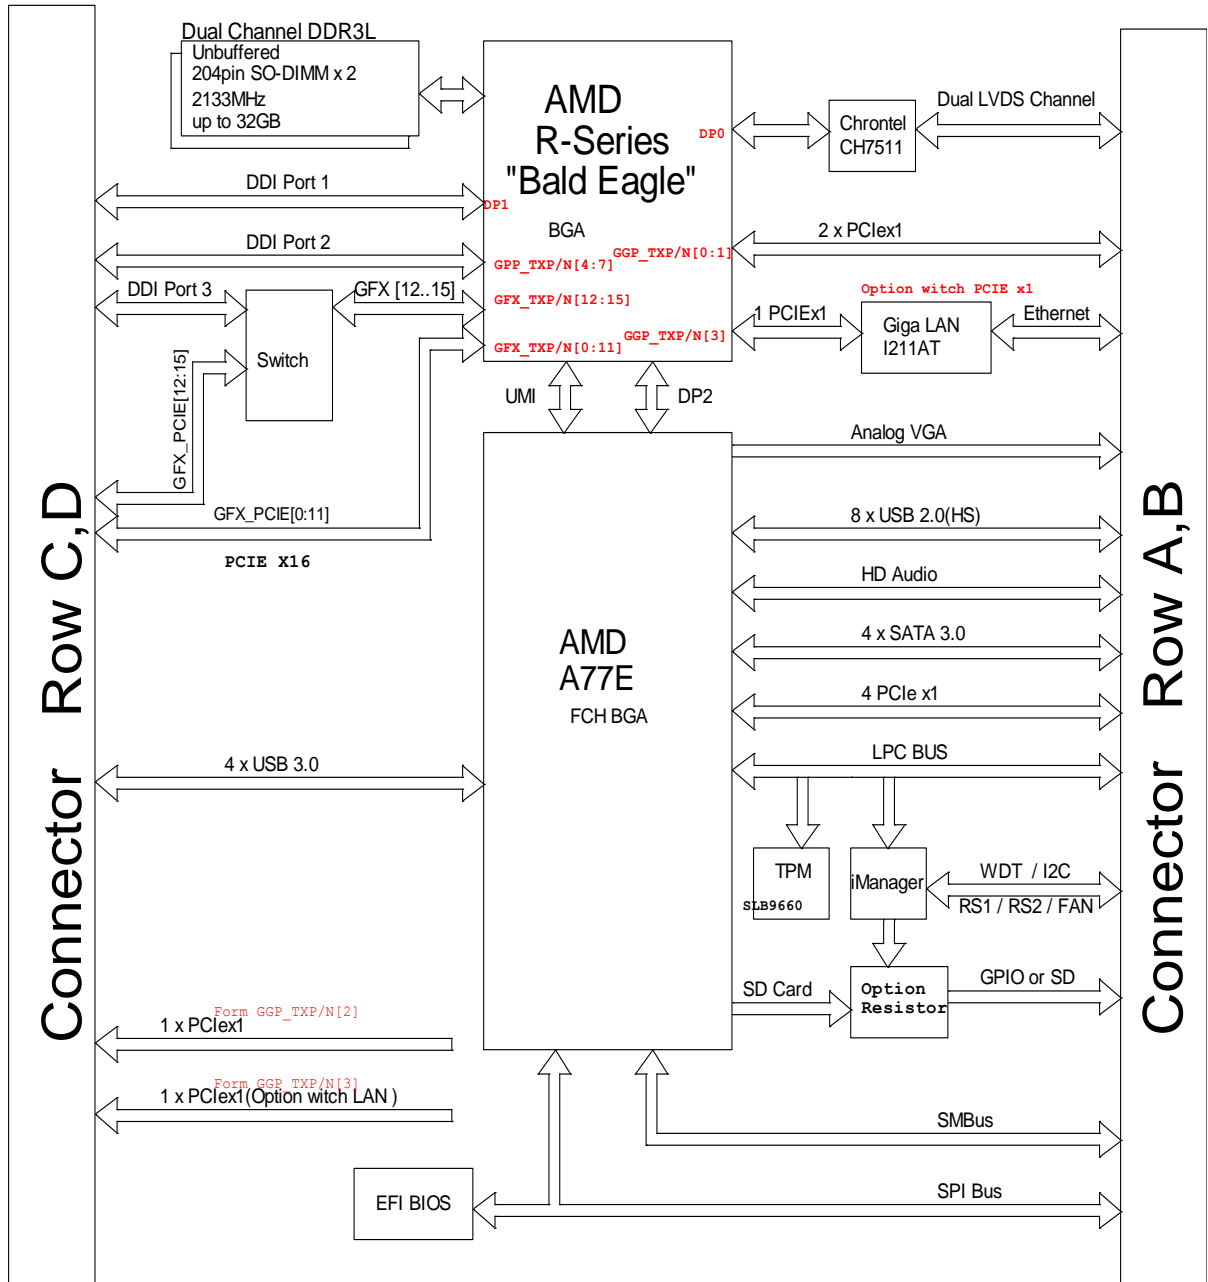 Dual Channel DDR3L
Unbuffered
204pin SO-DIMM x 2
2133MHz
up to 32GB
AMD
R-Series
"Bald Eagle"
BGA
DP0
Chrontel
CH7511
Dual LVDS Channel
DDI Port 1
DP1
DDI Port 2
GPP_TXP/N[4:7]
GGP_TXP/N[0:1]
2 x PCIex1
DDI Port 3
GFX [12..15]
GFX_TXP/N[12:15]
Switch
GFX_PCIE[12:15]
GFX_TXP/N[0:11]
GGP_TXP/N[3]
1 PCIEx1
Option witch PCIE x1
Giga LAN
I211AT
Ethernet
UMI
DP2
GFX_PCIE[0:11]
PCIE X16
Analog VGA
8 x USB 2.0(HS)
HD Audio
AMD
A77E
FCH BGA
4 x SATA 3.0
4 PCIe x1
LPC BUS
4 x USB 3.0
TPM
SLB9660
iManager
WDT / I2C
RS1 / RS2 / FAN
SD Card
Option
Resistor
GPIO or SD
Form GGP_TXP/N[2]
1 x PCIex1
Form GGP_TXP/N[3]
1 x PCIex1(Option witch LAN )
SMBus
EFI BIOS
SPI Bus
Connector Row C,D
Connector Row A,B